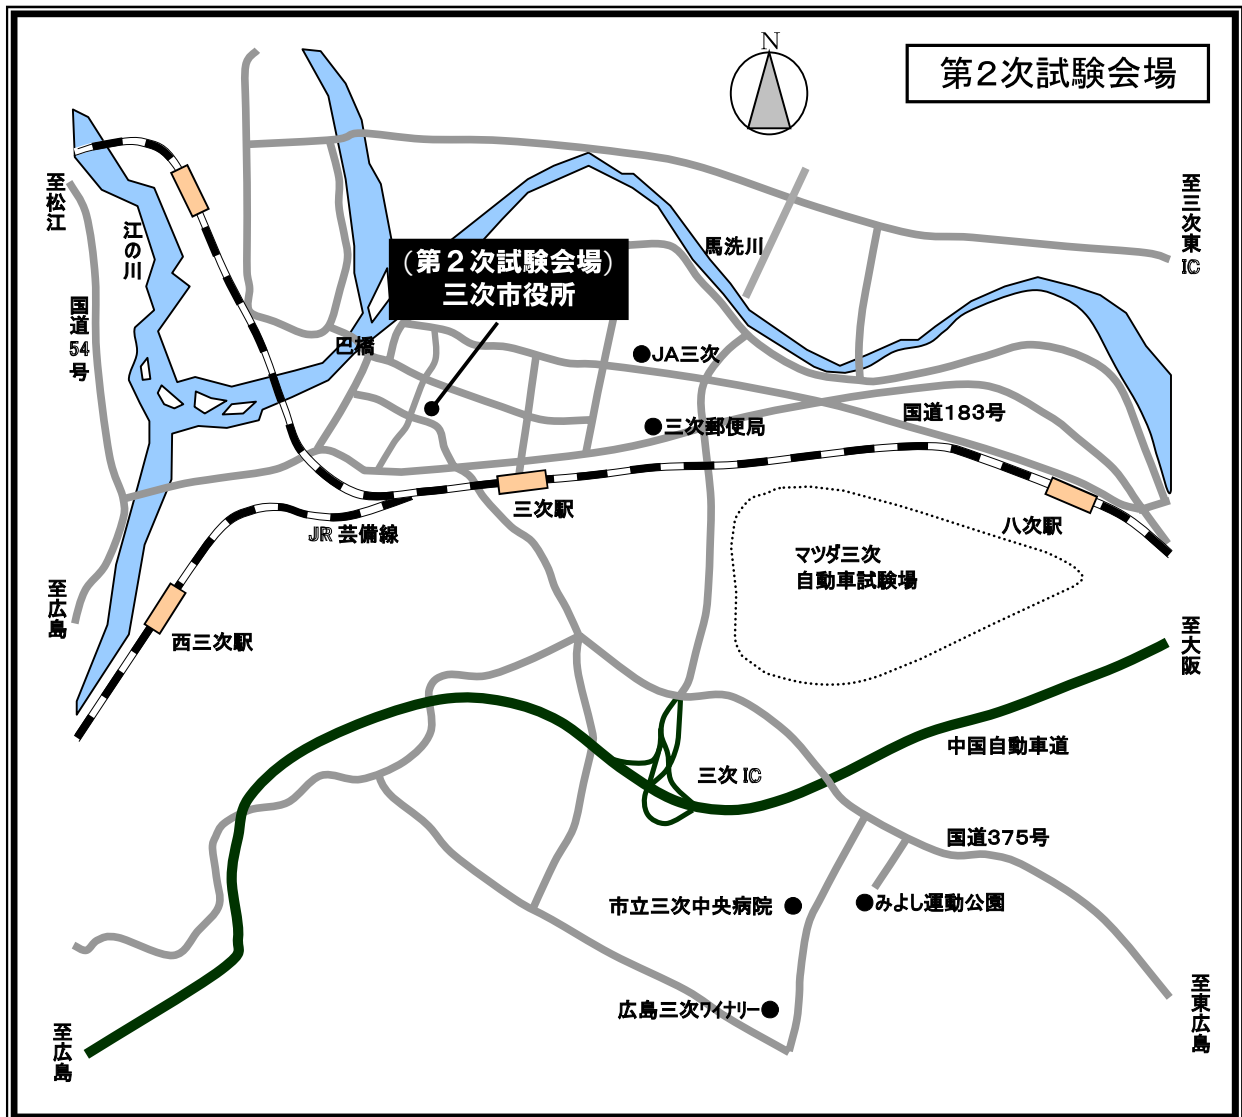 N
第2次試験会場
至松江
江の川
国道54号
(第2次試験会場)
三次市役所
馬洗川
至三次東IC
巴橋
JA三次
三次郵便局
国道183号
三次駅
JR 芸備線
八次駅
マツダ三次
自動車試験場
至広島
西三次駅
至大阪
中国自動車道
三次 IC
国道375号
市立三次中央病院
みよし運動公園
広島三次ワイナリー
至広島
至東広島